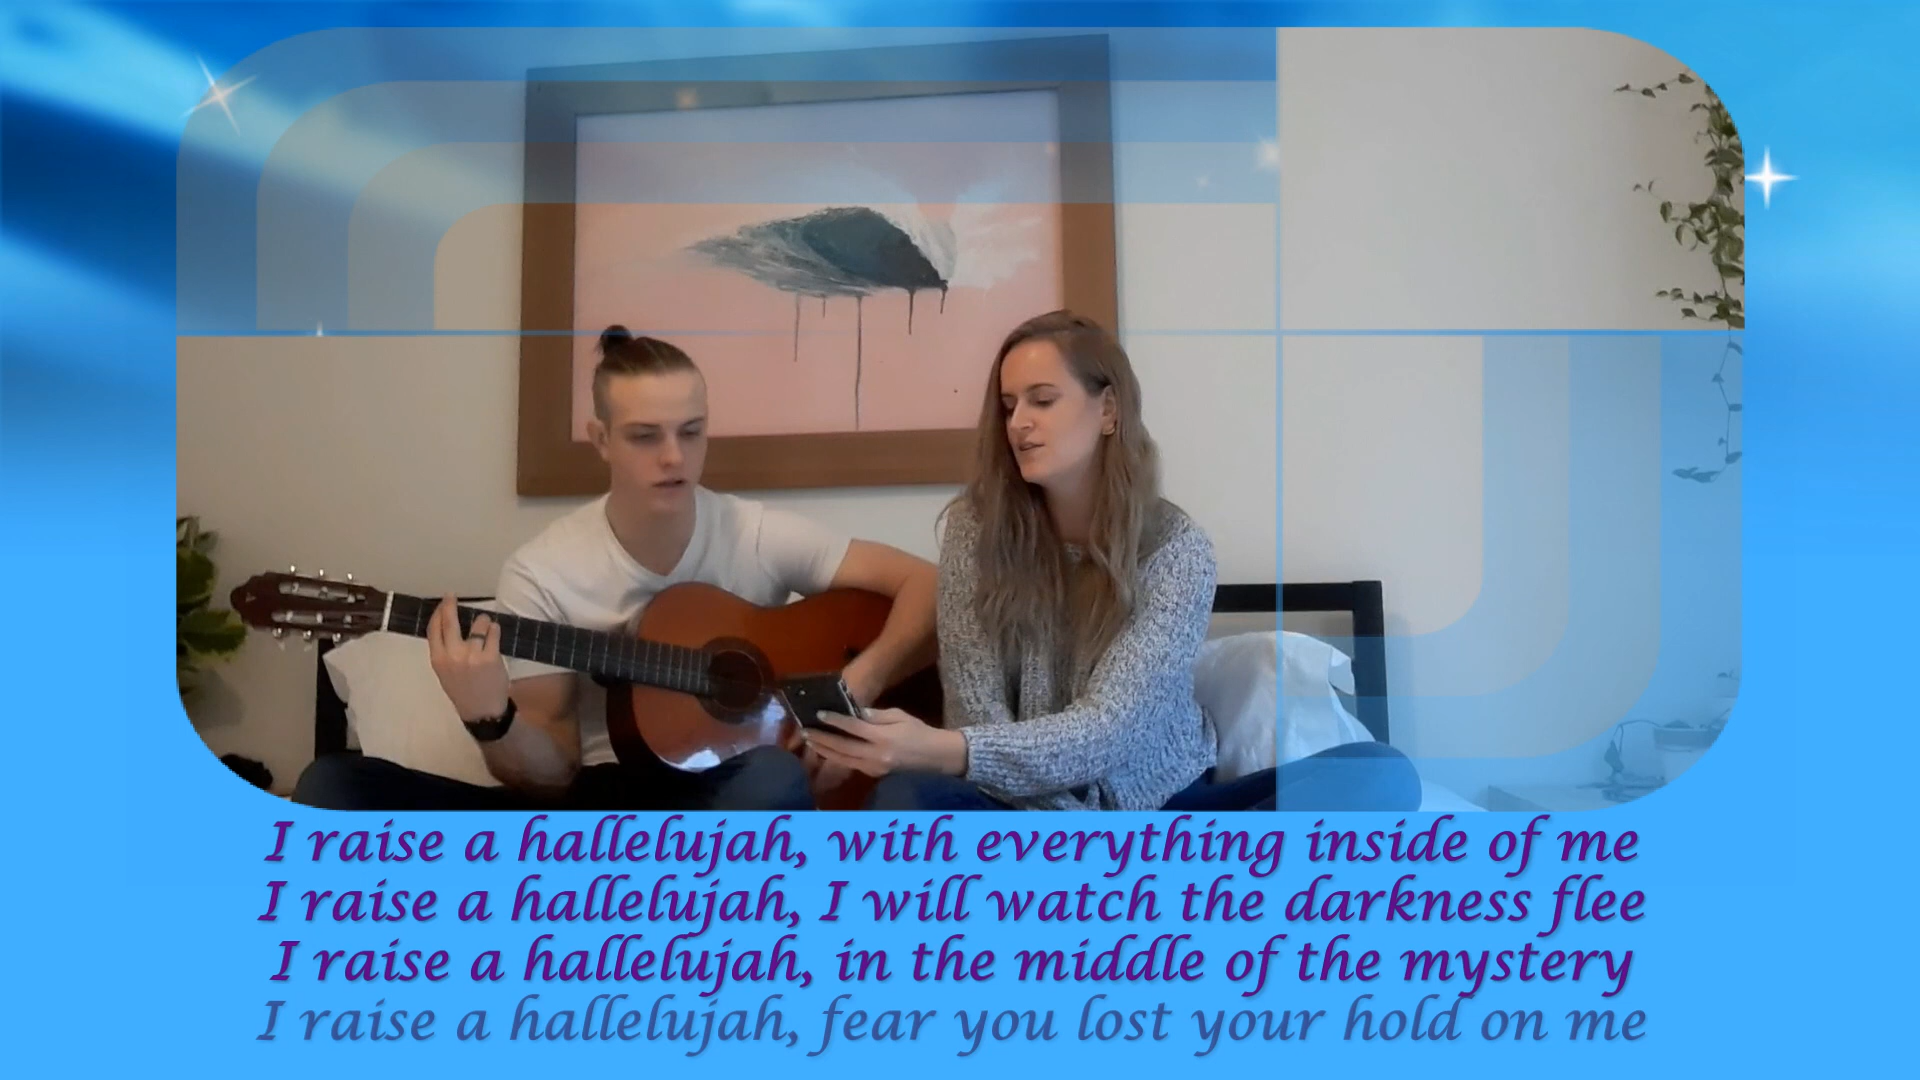 I raise a hallelujah, with everything inside of me
I raise a hallelujah, I will watch the darkness flee
I raise a hallelujah, in the middle of the mystery
I raise a hallelujah, fear you lost your hold on me